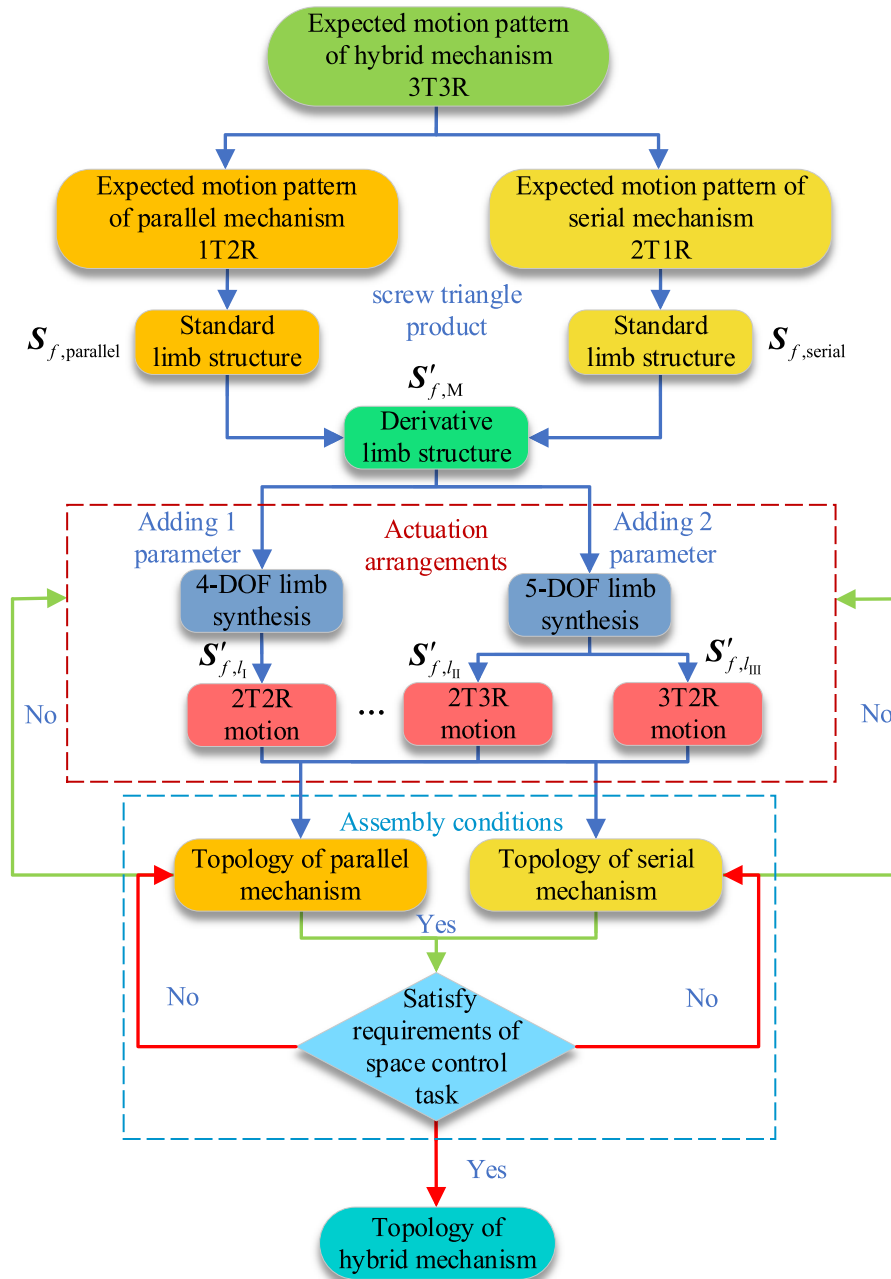 Expected motion pattern
of hybrid mechanism
3T3R
Expected motion pattern
of parallel mechanism
1T2R
Expected motion pattern of
serial mechanism
2T1R
screw triangle
product
S f,parallel
Standard
limb structure
Standard
limb structure
S f,serial
S′ f,M
Derivative
limb structure
Adding 1
parameter
Actuation
arrangements
Adding 2
parameter
4-DOF limb
synthesis
5-DOF limb
synthesis
S′ f,l I
S′ f,l II
S′ f,l III
2T2R
motion
...
2T3R
motion
3T2R
motion
No
No
Assembly conditions
Topology of parallel
mechanism
Topology of serial
mechanism
Yes
No
No
Satisfy
requirements of
space control
task
Yes
Topology of
hybrid mechanism